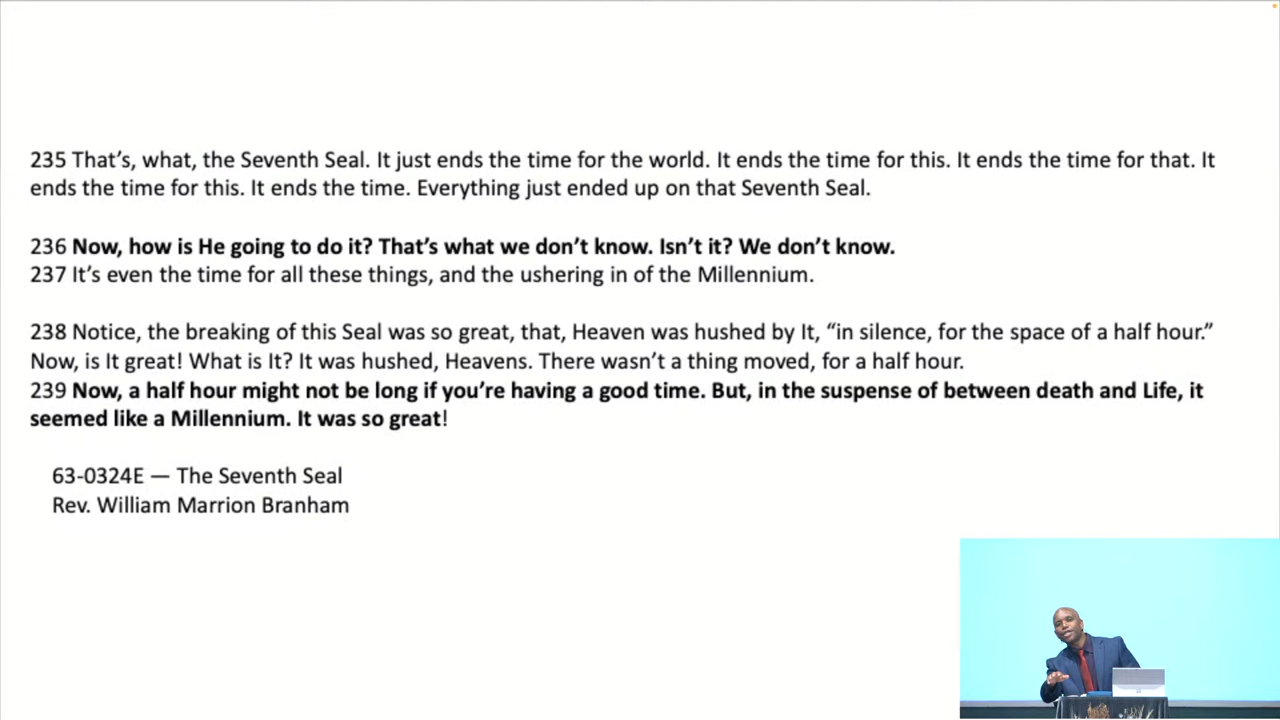 235 That’s, what, the Seventh Seal. It just ends the time for the world. It ends the time for this. It ends the time for that. It
ends the time for this. It ends the time. Everything just ended up on that Seventh Seal.
236 Now, how is He going to do it? That’s what we don’t know. Isn’t it? We don’t know.
237 It’s even the time for all these things, and the ushering in of the Millennium.
238 Notice, the breaking of this Seal was so great, that, Heaven was hushed by It, “in silence, for the space of a half hour.”
Now, is It great! What is It? It was hushed, Heavens. There wasn’t a thing moved, for a half hour.
239 Now, a half hour might not be long if you’re having a good time. But, in the suspense of between death and Life, it
seemed like a Millennium. It was so great!
63-0324E — The Seventh Seal
Rev. William Marrion Branham